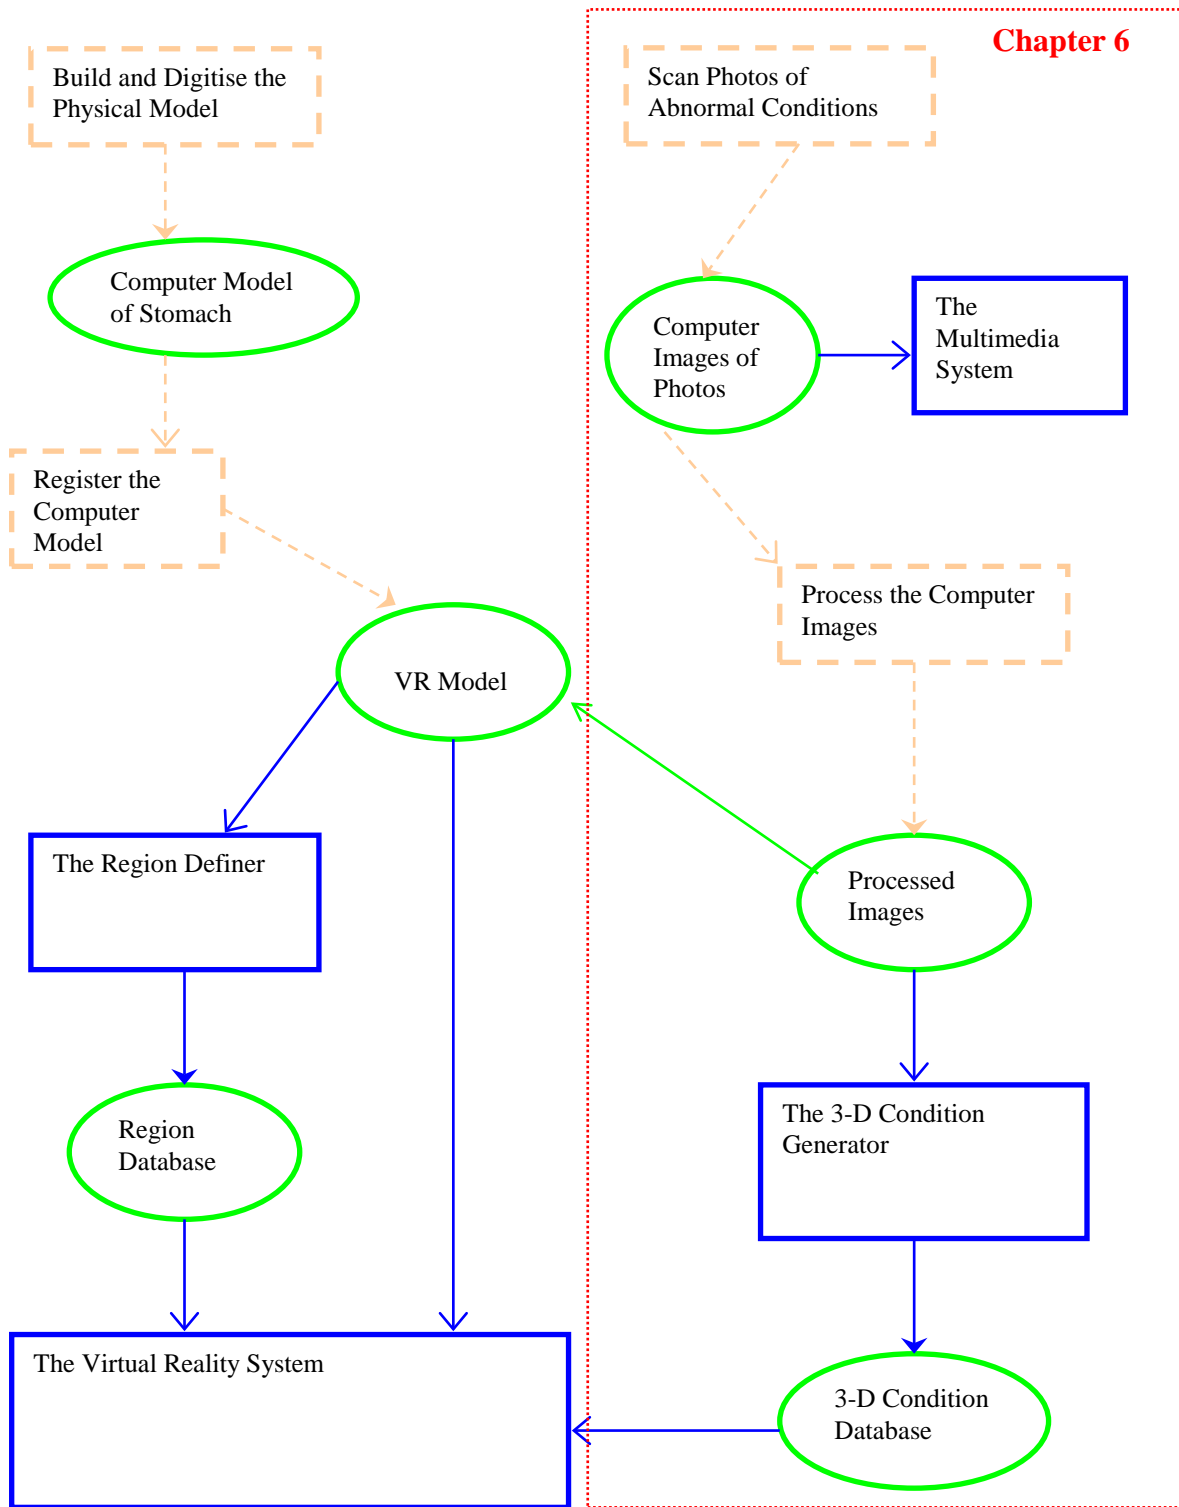 Chapter 6
Build and Digitise the
Physical Model
Scan Photos of
Abnormal Conditions
Computer Model
of Stomach
Computer
Images of
Photos
The
Multimedia
System
Register the
Computer
Model
Process the Computer
Images
VR Model
The Region Definer
Processed
Images
Region
Database
The 3-D Condition
Generator
The Virtual Reality System
3-D Condition
Database